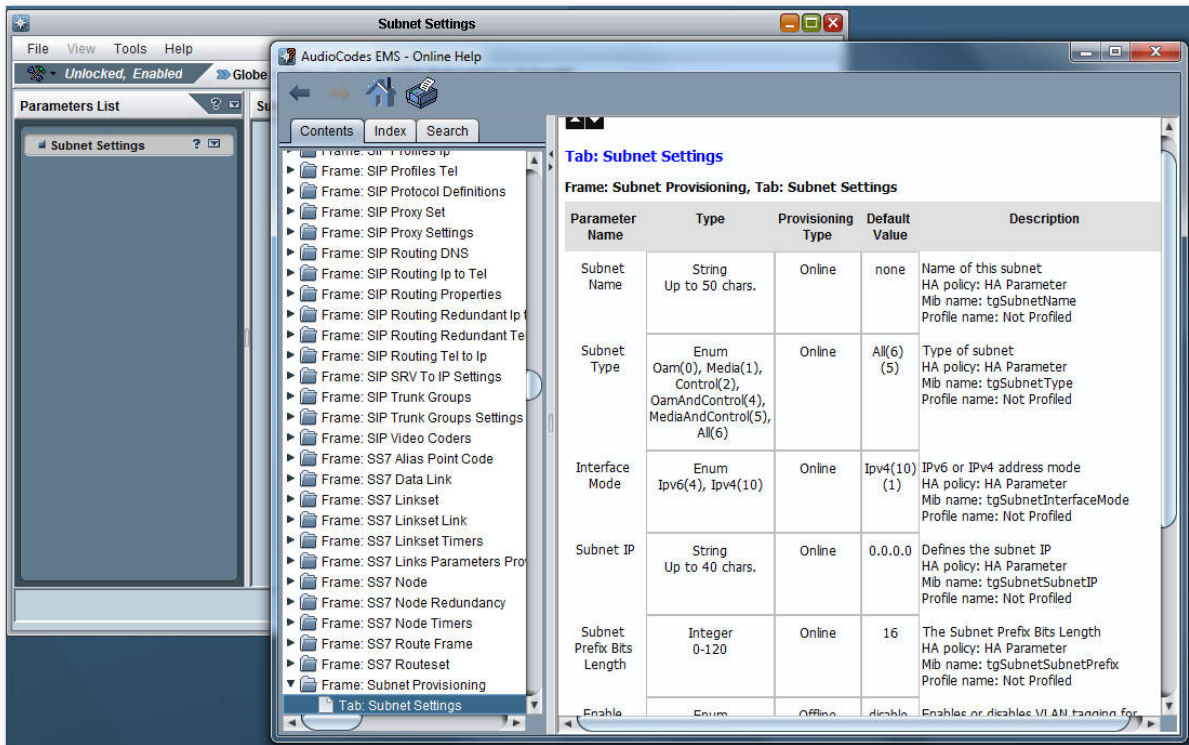 Subnet Settings
File View Tools Help
Unlocked, Enabled Globe
Parameters List ? Su
Subnet Settings ?
AudioCodes EMS - Online Help
Contents Index Search
Frame: SIP Profiles Ip
Frame: SIP Profiles Tel
Frame: SIP Protocol Definitions
Frame: SIP Proxy Set
Frame: SIP Proxy Settings
Frame: SIP Routing DNS
Frame: SIP Routing Ip to Tel
Frame: SIP Routing Properties
Frame: SIP Routing Redundant Ip t
Frame: SIP Routing Redundant Te
Frame: SIP Routing Tel to Ip
Frame: SIP SRV To IP Settings
Frame: SIP Trunk Groups
Frame: SIP Trunk Groups Settings
Frame: SIP Video Coders
Frame: SS7 Alias Point Code
Frame: SS7 Data Link
Frame: SS7 Linkset
Frame: SS7 Linkset Link
Frame: SS7 Linkset Timers
Frame: SS7 Links Parameters Pro
Frame: SS7 Node
Frame: SS7 Node Redundancy
Frame: SS7 Node Timers
Frame: SS7 Route Frame
Frame: SS7 Routeset
Frame: Subnet Provisioning
Tab: Subnet Settings
Tab: Subnet Settings
Frame: Subnet Provisioning, Tab: Subnet Settings
Parameter Type Provisioning Default Description
Name Type Value
Subnet String Online none Name of this subnet
Name Up to 50 chars. HA policy: HA Parameter
Mib name: tgSubnetName
Profile name: Not Profiled
Subnet Enum Online All(6) Type of subnet
Type Oam(0), Media(1), (5) HA policy: HA Parameter
Control(2), Mib name: tgSubnetType
OamAndControl(4), Profile name: Not Profiled
MediaAndControl(5),
All(6)
Interface Enum Online Ipv4(10) IPv6 or IPv4 address mode
Mode Ipv6(4), Ipv4(10) (1) HA policy: HA Parameter
Mib name: tgSubnetInterfaceMode
Profile name: Not Profiled
Subnet IP String Online 0.0.0.0 Defines the subnet IP
Up to 40 chars. HA policy: HA Parameter
Mib name: tgSubnetSubnetIP
Profile name: Not Profiled
Subnet Integer Online 16 The Subnet Prefix Bits Length
Prefix Bits 0-120 HA policy: HA Parameter
Length Mib name: tgSubnetSubnetPrefix
Profile name: Not Profiled
Enable Enum Offline disable Enables or disables VLAN tagging for